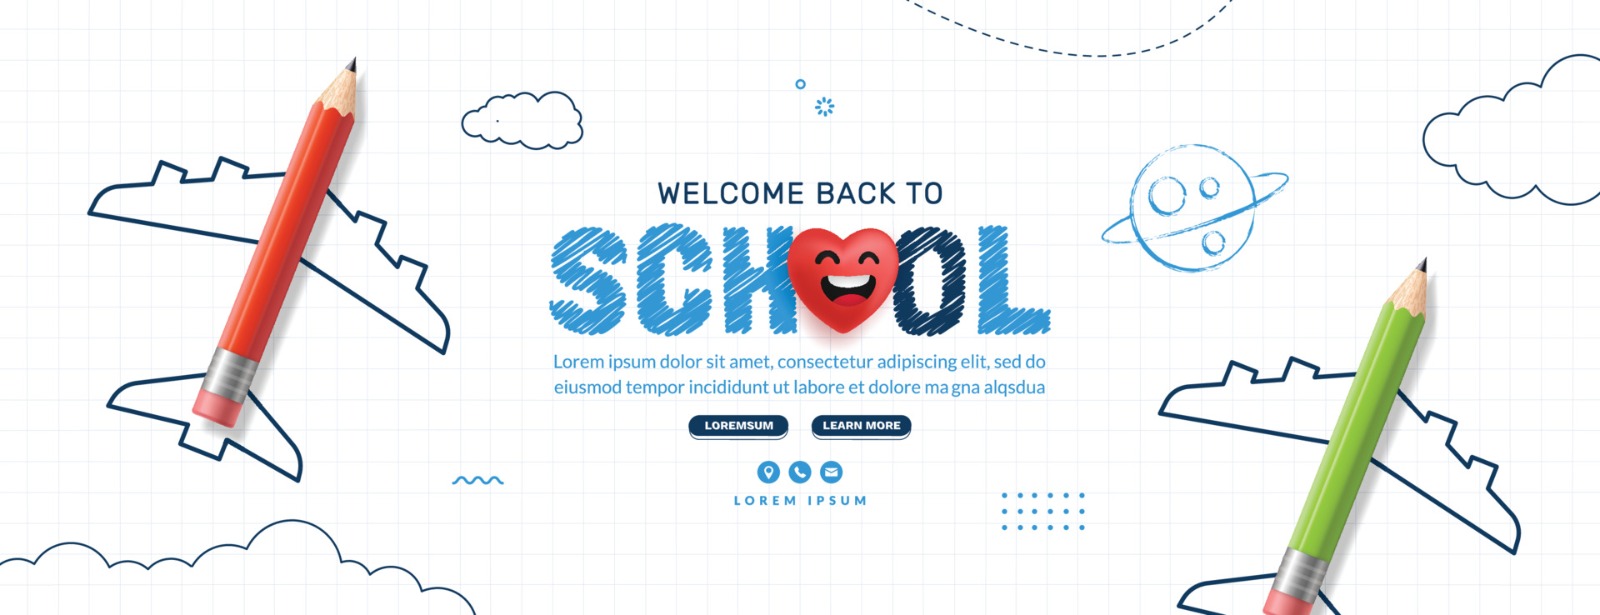 WELCOME BACK TO
SCHOOL
Lorem ipsum dolor sit amet, consectetur adipiscing elit, sed do
eiusmod tempor incididunt ut labore et dolore ma gna alqsdua
LOREMSUM LEARN MORE
LOREM IPSUM